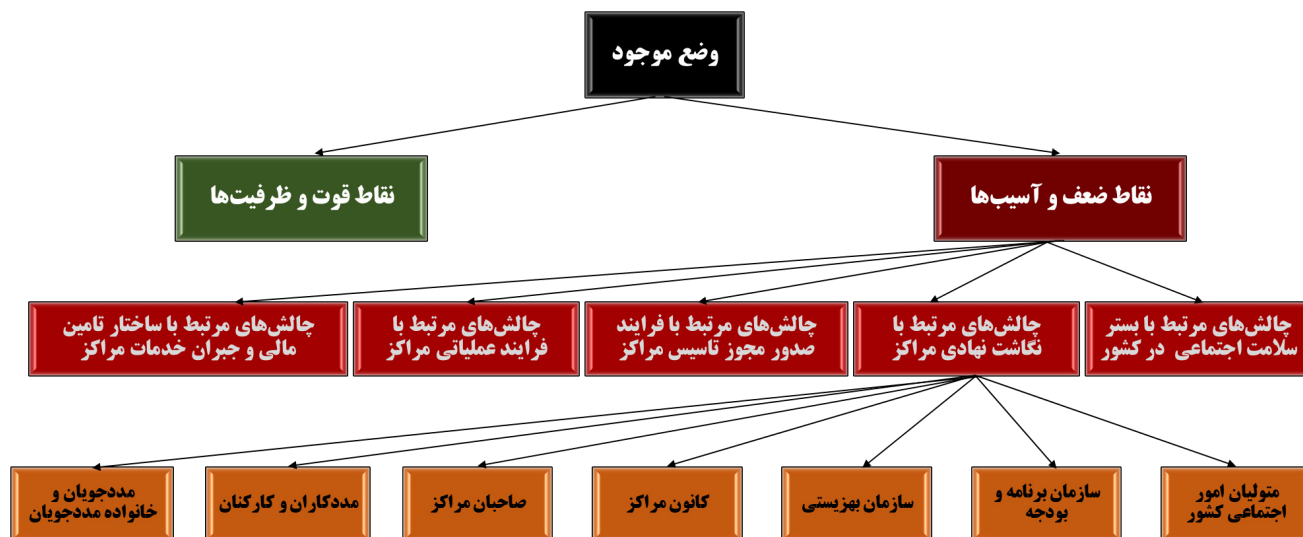 وضع موجود
نقاط ضعف و آسیب‌ها
نقاط قوت و ظرفیت‌ها
چالش‌های مرتبط با بستر
سلامت اجتماعی در کشور
چالش‌های مرتبط با
نگاشت نهادی مراکز
چالش‌های مرتبط با فرایند
صدور مجوز تاسیس مراکز
چالش‌های مرتبط با
فرایند عملیاتی مراکز
چالش‌های مرتبط با ساختار تامین
مالی و جبران خدمات مراکز
متولیان امور
اجتماعی کشور
سازمان برنامه و
بودجه
سازمان بهزیستی
کانون مراکز
صاحبان مراکز
مددکاران و کارکنان
مددجویان و
خانواده مددجویان